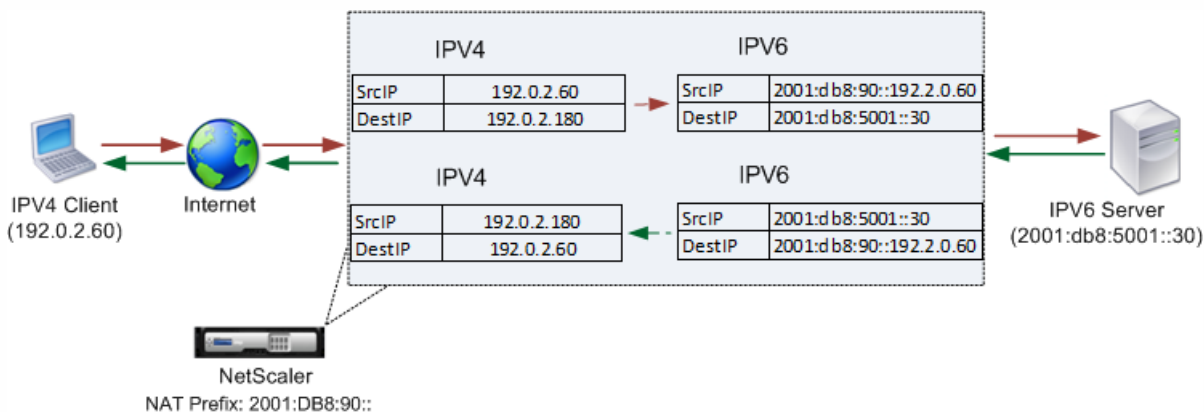 IPV4 IPV6
SrcIP 192.0.2.60 SrcIP 2001:db8:90::192.2.0.60
DestIP 192.0.2.180 DestIP 2001:db8:5001::30
IPV4 IPV6
SrcIP 192.0.2.180 SrcIP 2001:db8:5001::30
DestIP 192.0.2.60 DestIP 2001:db8:90::192.2.0.60
IPV4 Client
(192.0.2.60)
Internet
IPV6 Server
(2001:db8:5001::30)
NetScaler
NAT Prefix: 2001:DB8:90::